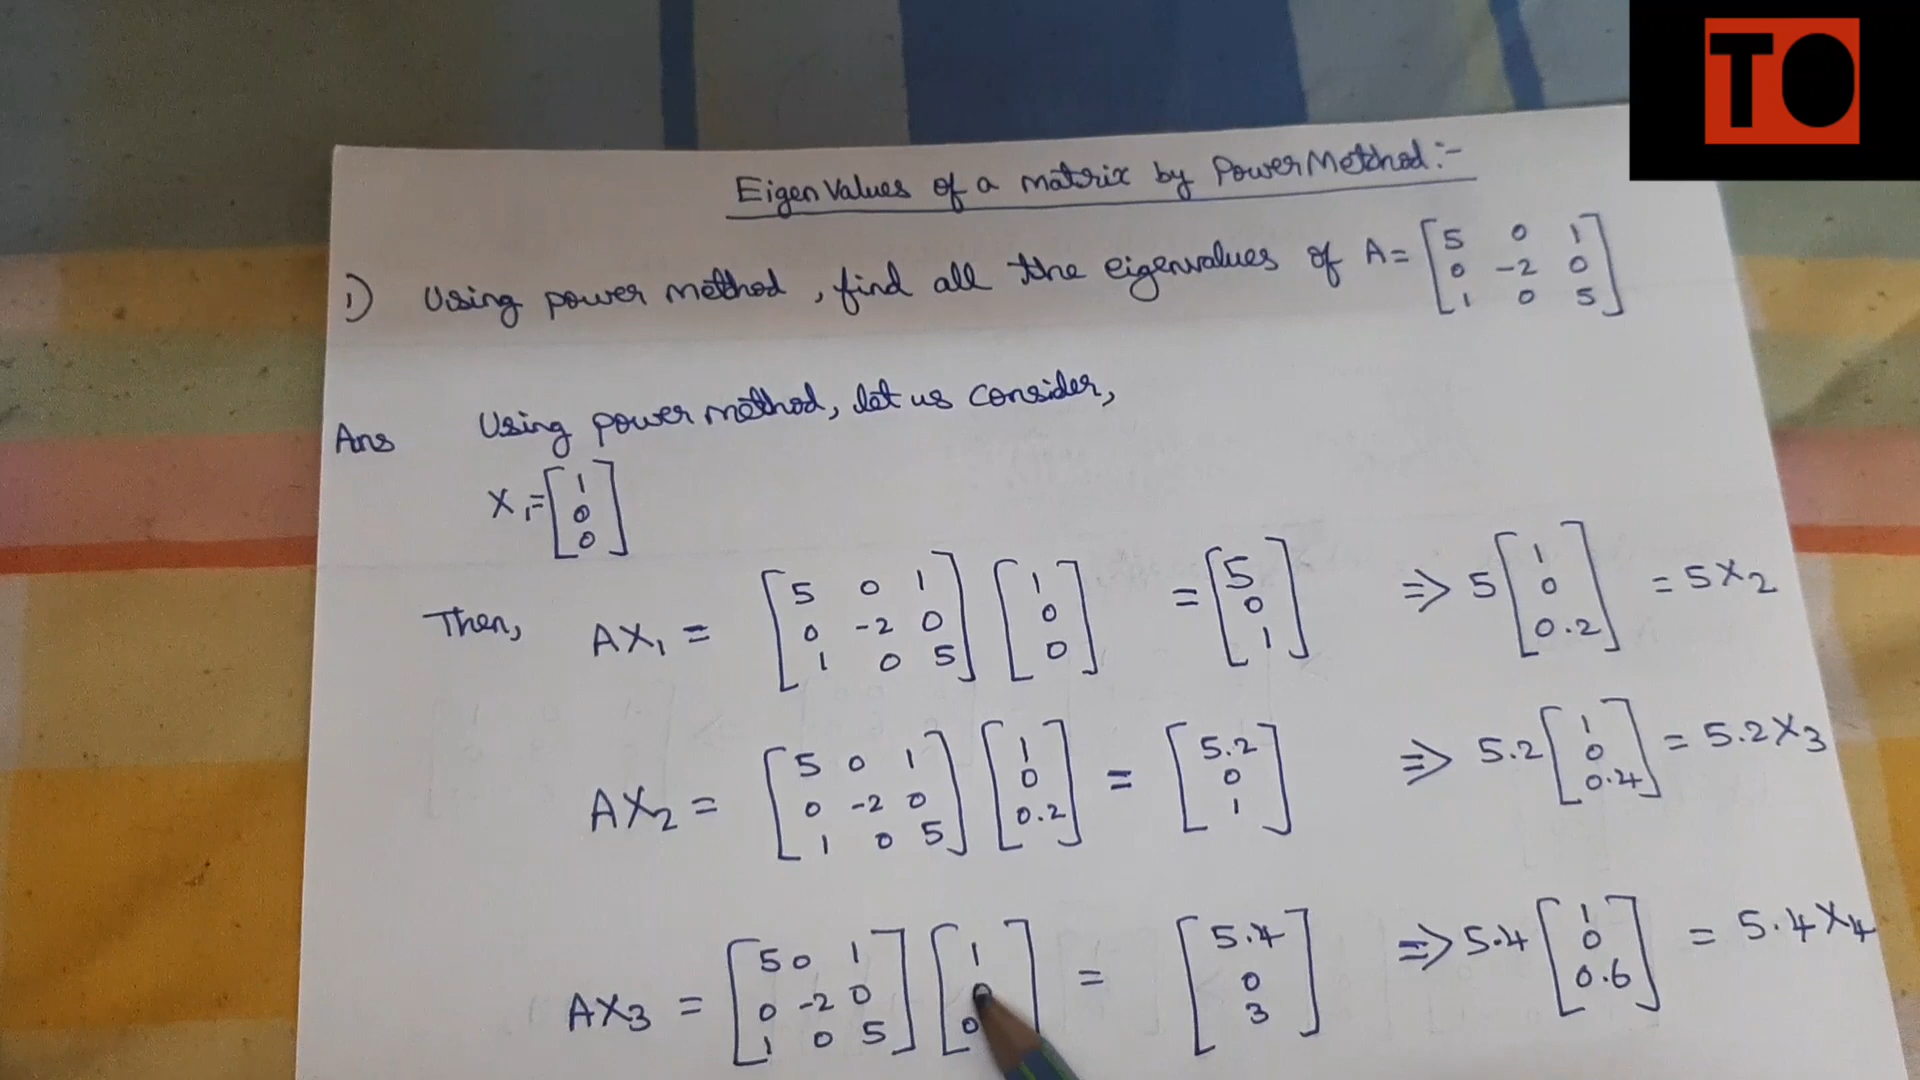 TO
Eigen Values of a matrix by Power Method:-
1) Using power method, find all the eigenvalues of A = [5 0 1
0 -2 0
1 0 5]
Ans Using power method, let us consider,
X₁ = [1
0
0]
Then, AX₁ = [5 0 1
0 -2 0
1 0 5] [1
0
0] = [5
0
1] => 5 [1
0
0.2] = 5X₂
AX₂ = [5 0 1
0 -2 0
1 0 5] [1
0
0.2] = [5.2
0
1] => 5.2 [1
0
0.4] = 5.2X₃
AX₃ = [5 0 1
0 -2 0
1 0 5] [1
0
0 ] = [5.4
0
3] => 5.4 [1
0
0.6] = 5.4X₄